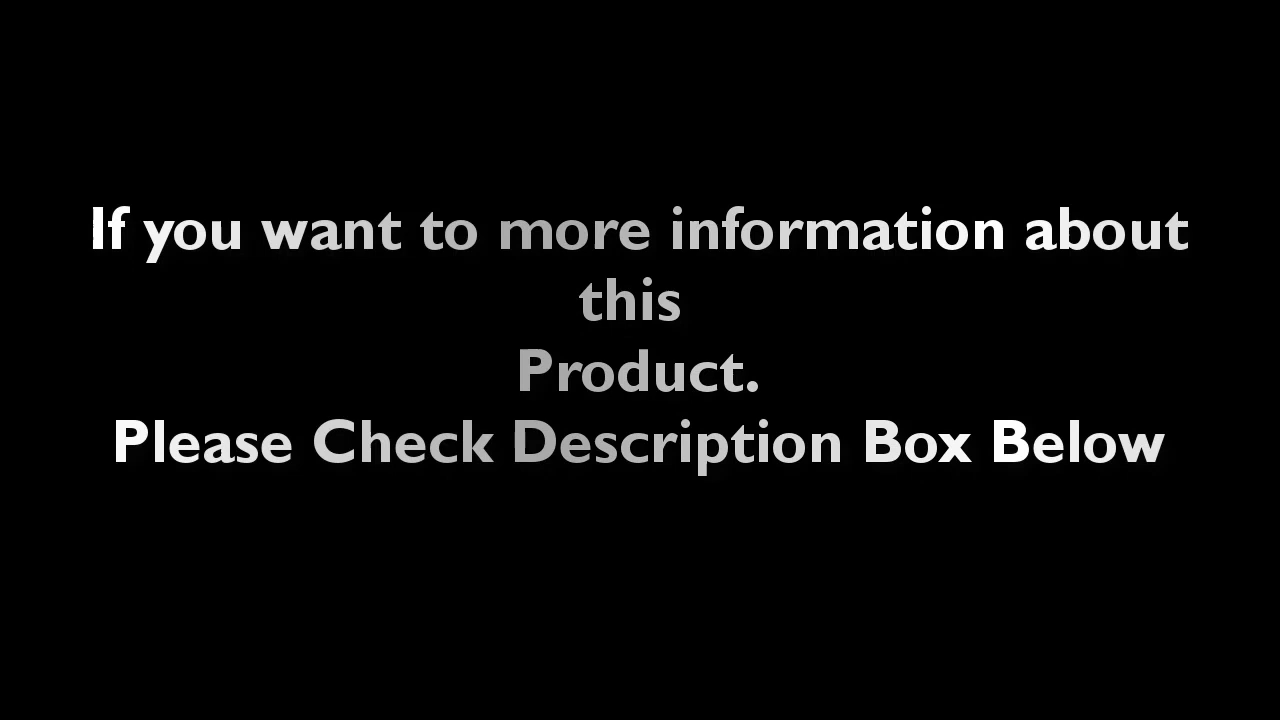 If you want to more information about
this
Product.
Please Check Description Box Below